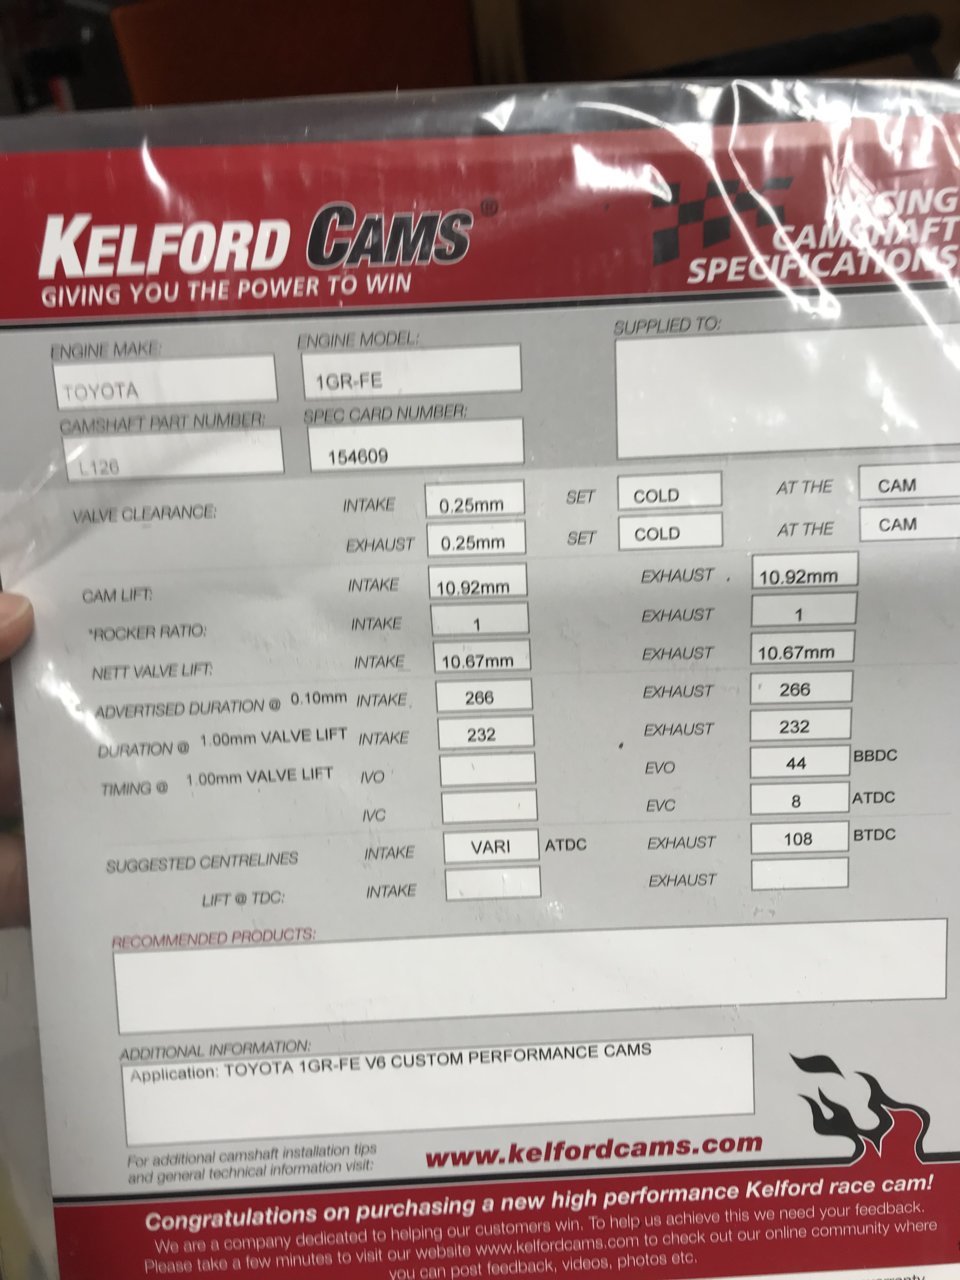 KELFORD CAMS®
GIVING YOU THE POWER TO WIN
RACING
CAMSHAFT
SPECIFICATIONS
ENGINE MAKE: ENGINE MODEL: SUPPLIED TO:
TOYOTA 1GR-FE
CAMSHAFT PART NUMBER: SPEC CARD NUMBER:
L126 154609
VALVE CLEARANCE: INTAKE 0.25mm SET COLD AT THE CAM
EXHAUST 0.25mm SET COLD AT THE CAM
CAM LIFT: INTAKE 10.92mm EXHAUST 10.92mm
*ROCKER RATIO: INTAKE 1 EXHAUST 1
NETT VALVE LIFT: INTAKE 10.67mm EXHAUST 10.67mm
ADVERTISED DURATION @ 0.10mm INTAKE 266 EXHAUST 266
DURATION @ 1.00mm VALVE LIFT INTAKE 232 EXHAUST 232
TIMING @ 1.00mm VALVE LIFT IVO EVO 44 BBDC
IVC EVC 8 ATDC
SUGGESTED CENTRELINES INTAKE VARI ATDC EXHAUST 108 BTDC
LIFT @ TDC: INTAKE EXHAUST
RECOMMENDED PRODUCTS:
ADDITIONAL INFORMATION:
Application: TOYOTA 1GR-FE V6 CUSTOM PERFORMANCE CAMS
For additional camshaft installation tips
and general technical information visit:
www.kelfordcams.com
Congratulations on purchasing a new high performance Kelford race cam!
We are a company dedicated to helping our customers win. To help us achieve this we need your feedback.
Please take a few minutes to visit our website www.kelfordcams.com to check out our online community where
you can post feedback, videos, photos etc.